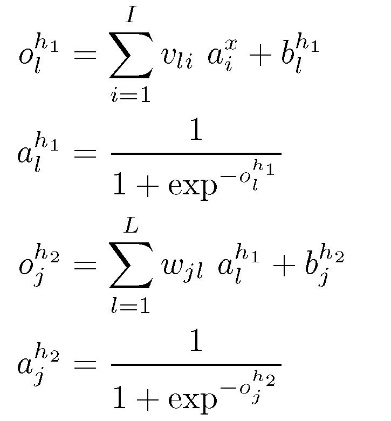 $o_l^{h_1} = \sum_{i=1}^{I} v_{li} \ a_i^x + b_l^{h_1}$
$a_l^{h_1} = \frac{1}{1 + \exp^{-o_l^{h_1}}}$
$o_j^{h_2} = \sum_{l=1}^{L} w_{jl} \ a_l^{h_1} + b_j^{h_2}$
$a_j^{h_2} = \frac{1}{1 + \exp^{-o_j^{h_2}}}$